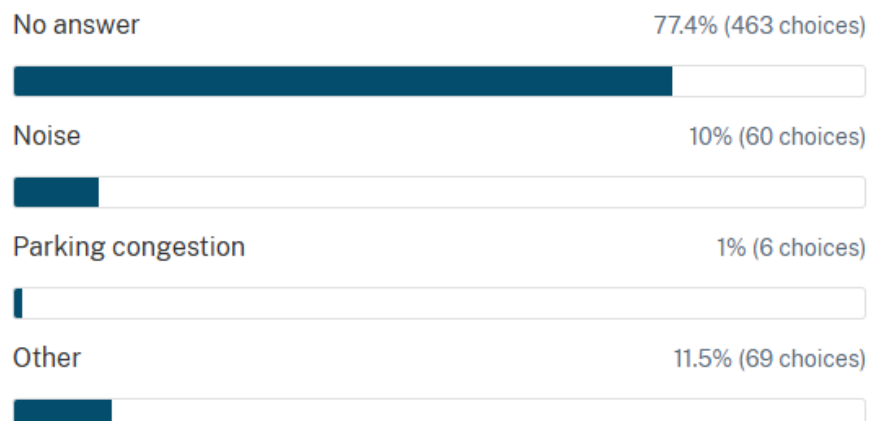 No answer 77.4% (463 choices)
Noise 10% (60 choices)
Parking congestion 1% (6 choices)
Other 11.5% (69 choices)